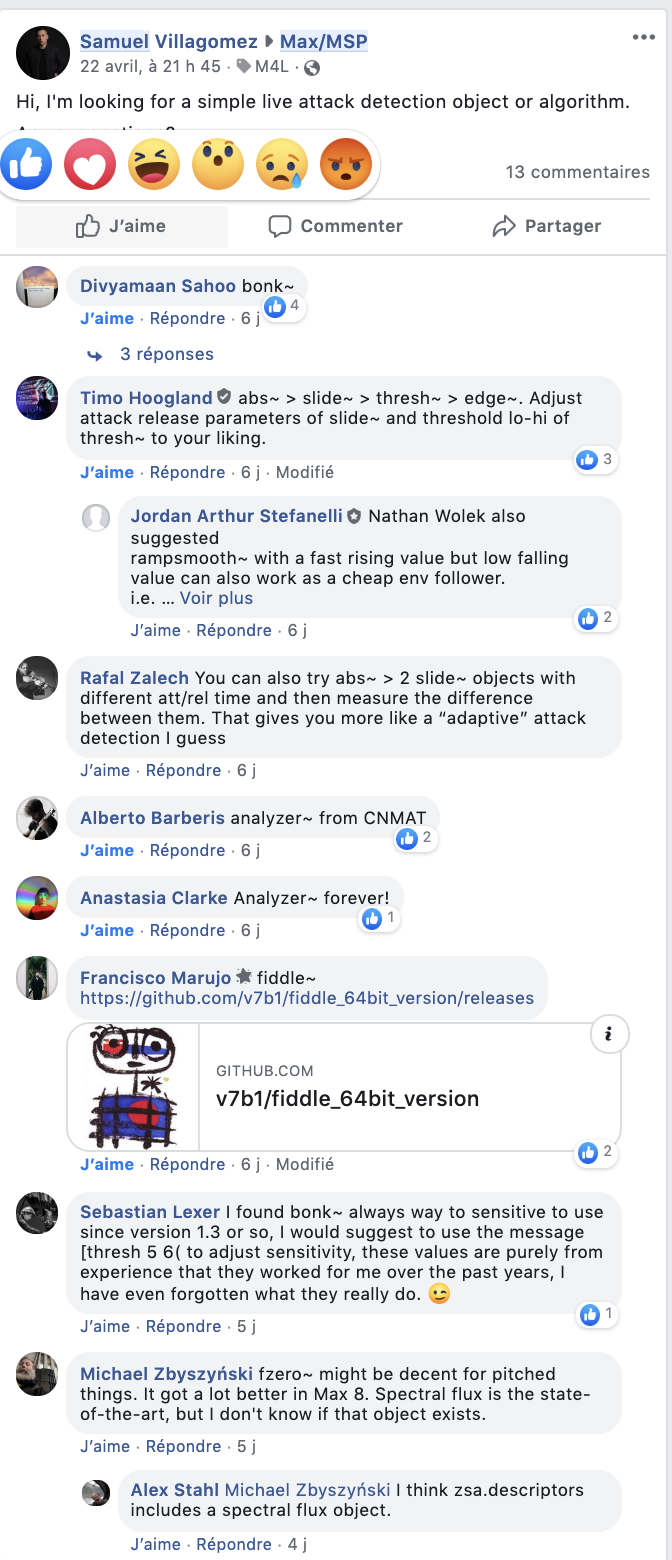 Samuel Villagomez ▸ Max/MSP
22 avril, à 21 h 45 · M4L ·
Hi, I'm looking for a simple live attack detection object or algorithm.
13 commentaires
J'aime Commenter Partager
Divyamaan Sahoo bonk~
4
J'aime · Répondre · 6 j
3 réponses
Timo Hoogland abs~ > slide~ > thresh~ > edge~. Adjust
attack release parameters of slide~ and threshold lo-hi of
thresh~ to your liking.
3
J'aime · Répondre · 6 j · Modifié
Jordan Arthur Stefanelli Nathan Wolek also
suggested
rampsmooth~ with a fast rising value but low falling
value can also work as a cheap env follower.
i.e. ... Voir plus
2
J'aime · Répondre · 6 j
Rafal Zalech You can also try abs~ > 2 slide~ objects with
different att/rel time and then measure the difference
between them. That gives you more like a “adaptive” attack
detection I guess
J'aime · Répondre · 6 j
Alberto Barberis analyzer~ from CNMAT
2
J'aime · Répondre · 6 j
Anastasia Clarke Analyzer~ forever!
1
J'aime · Répondre · 6 j
Francisco Marujo fiddle~
https://github.com/v7b1/fiddle_64bit_version/releases
i
GITHUB.COM
v7b1/fiddle_64bit_version
2
J'aime · Répondre · 6 j · Modifié
Sebastian Lexer I found bonk~ always way to sensitive to use
since version 1.3 or so, I would suggest to use the message
[thresh 5 6( to adjust sensitivity, these values are purely from
experience that they worked for me over the past years, I
have even forgotten what they really do. 😉
1
J'aime · Répondre · 5 j
Michael Zbyszyński fzero~ might be decent for pitched
things. It got a lot better in Max 8. Spectral flux is the state-
of-the-art, but I don't know if that object exists.
J'aime · Répondre · 5 j
Alex Stahl Michael Zbyszyński I think zsa.descriptors
includes a spectral flux object.
J'aime · Répondre · 4 j